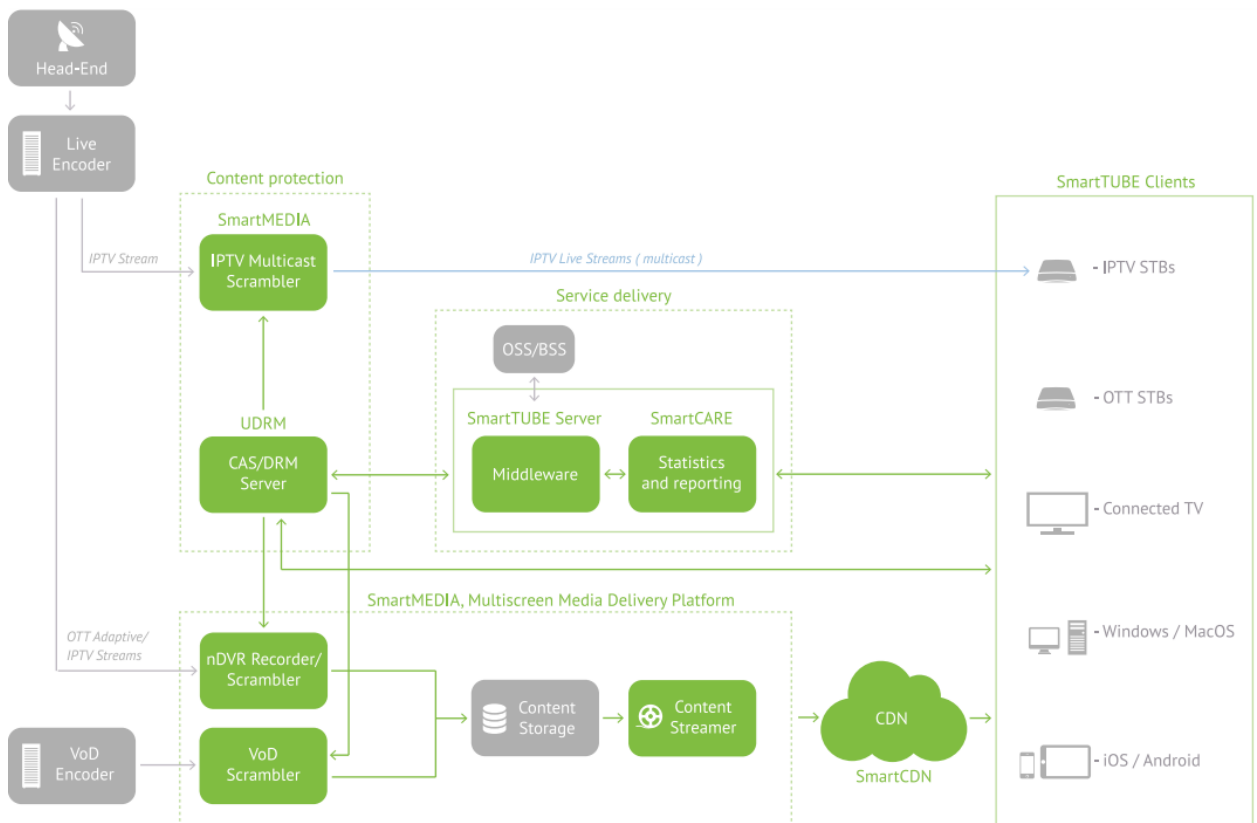 Head-End
Live
Encoder
Content protection
SmartTUBE Clients
SmartMEDIA
IPTV Stream
IPTV Multicast
Scrambler
IPTV Live Streams ( multicast )
- IPTV STBs
Service delivery
OSS/BSS
- OTT STBs
UDRM
SmartTUBE Server
SmartCARE
CAS/DRM
Server
Middleware
Statistics
and reporting
- Connected TV
SmartMEDIA, Multiscreen Media Delivery Platform
OTT Adaptive/
IPTV Streams
nDVR Recorder/
Scrambler
- Windows / MacOS
Content
Storage
Content
Streamer
CDN
VoD
Encoder
VoD
Scrambler
SmartCDN
- iOS / Android